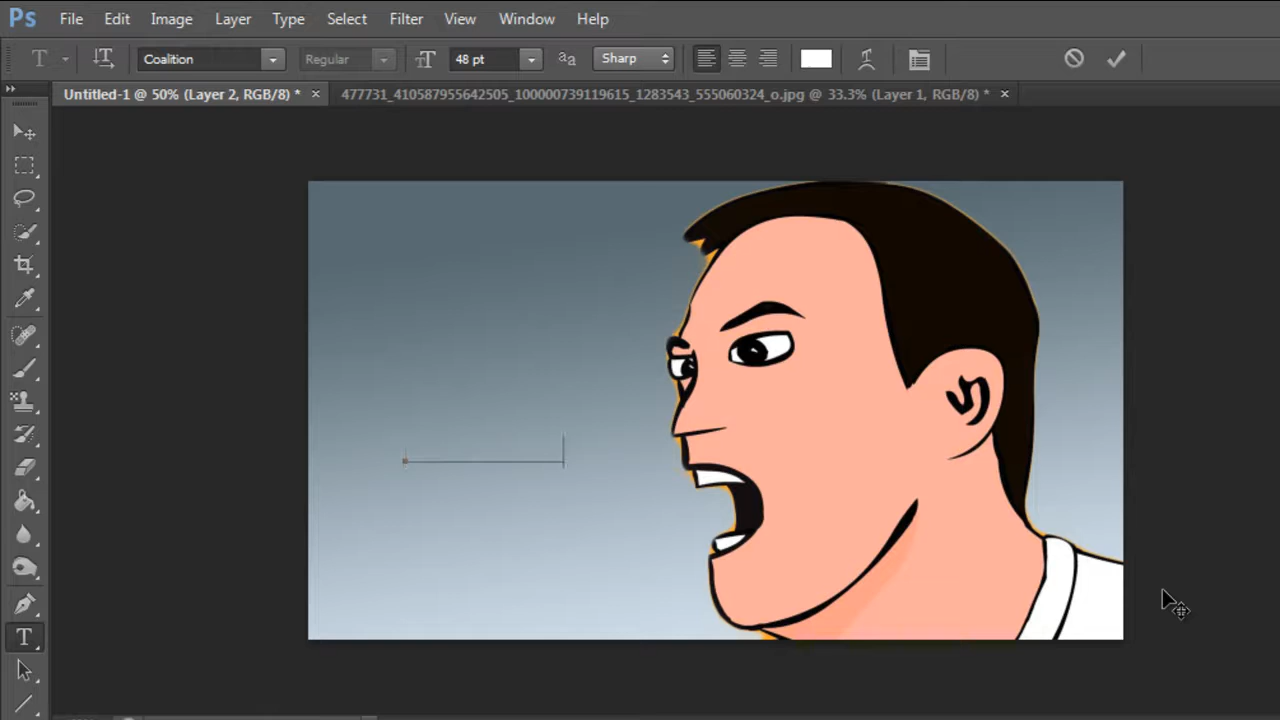 Ps File Edit Image Layer Type Select Filter View Window Help
T Coalition Regular 48 pt aa Sharp
Untitled-1 @ 50% (Layer 2, RGB/8) * × 477731_410587955642505_100000739119615_1283543_555060324_o.jpg @ 33.3% (Layer 1, RGB/8) * ×
T